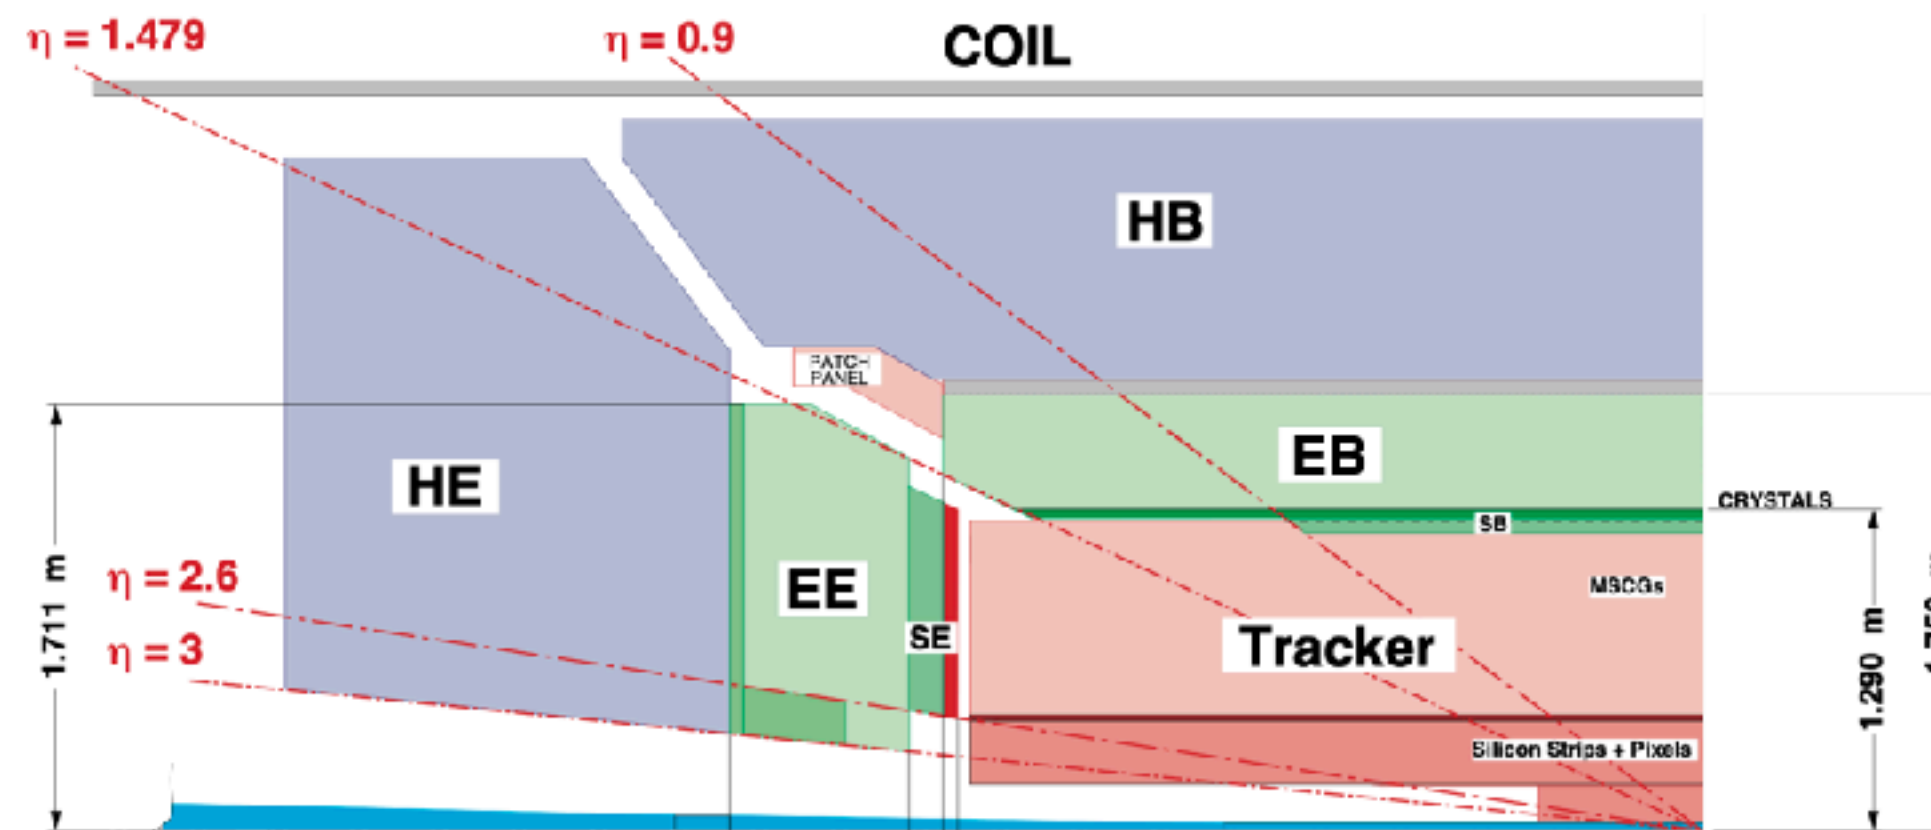 η = 1.479
η = 0.9
COIL
HB
PATCH
PANEL
EB
HE
CRYSTALS
SB
EE
MSCGs
η = 2.6
SE
Tracker
η = 3
1.711 m
1.290 m
Silicon Strips + Pixels